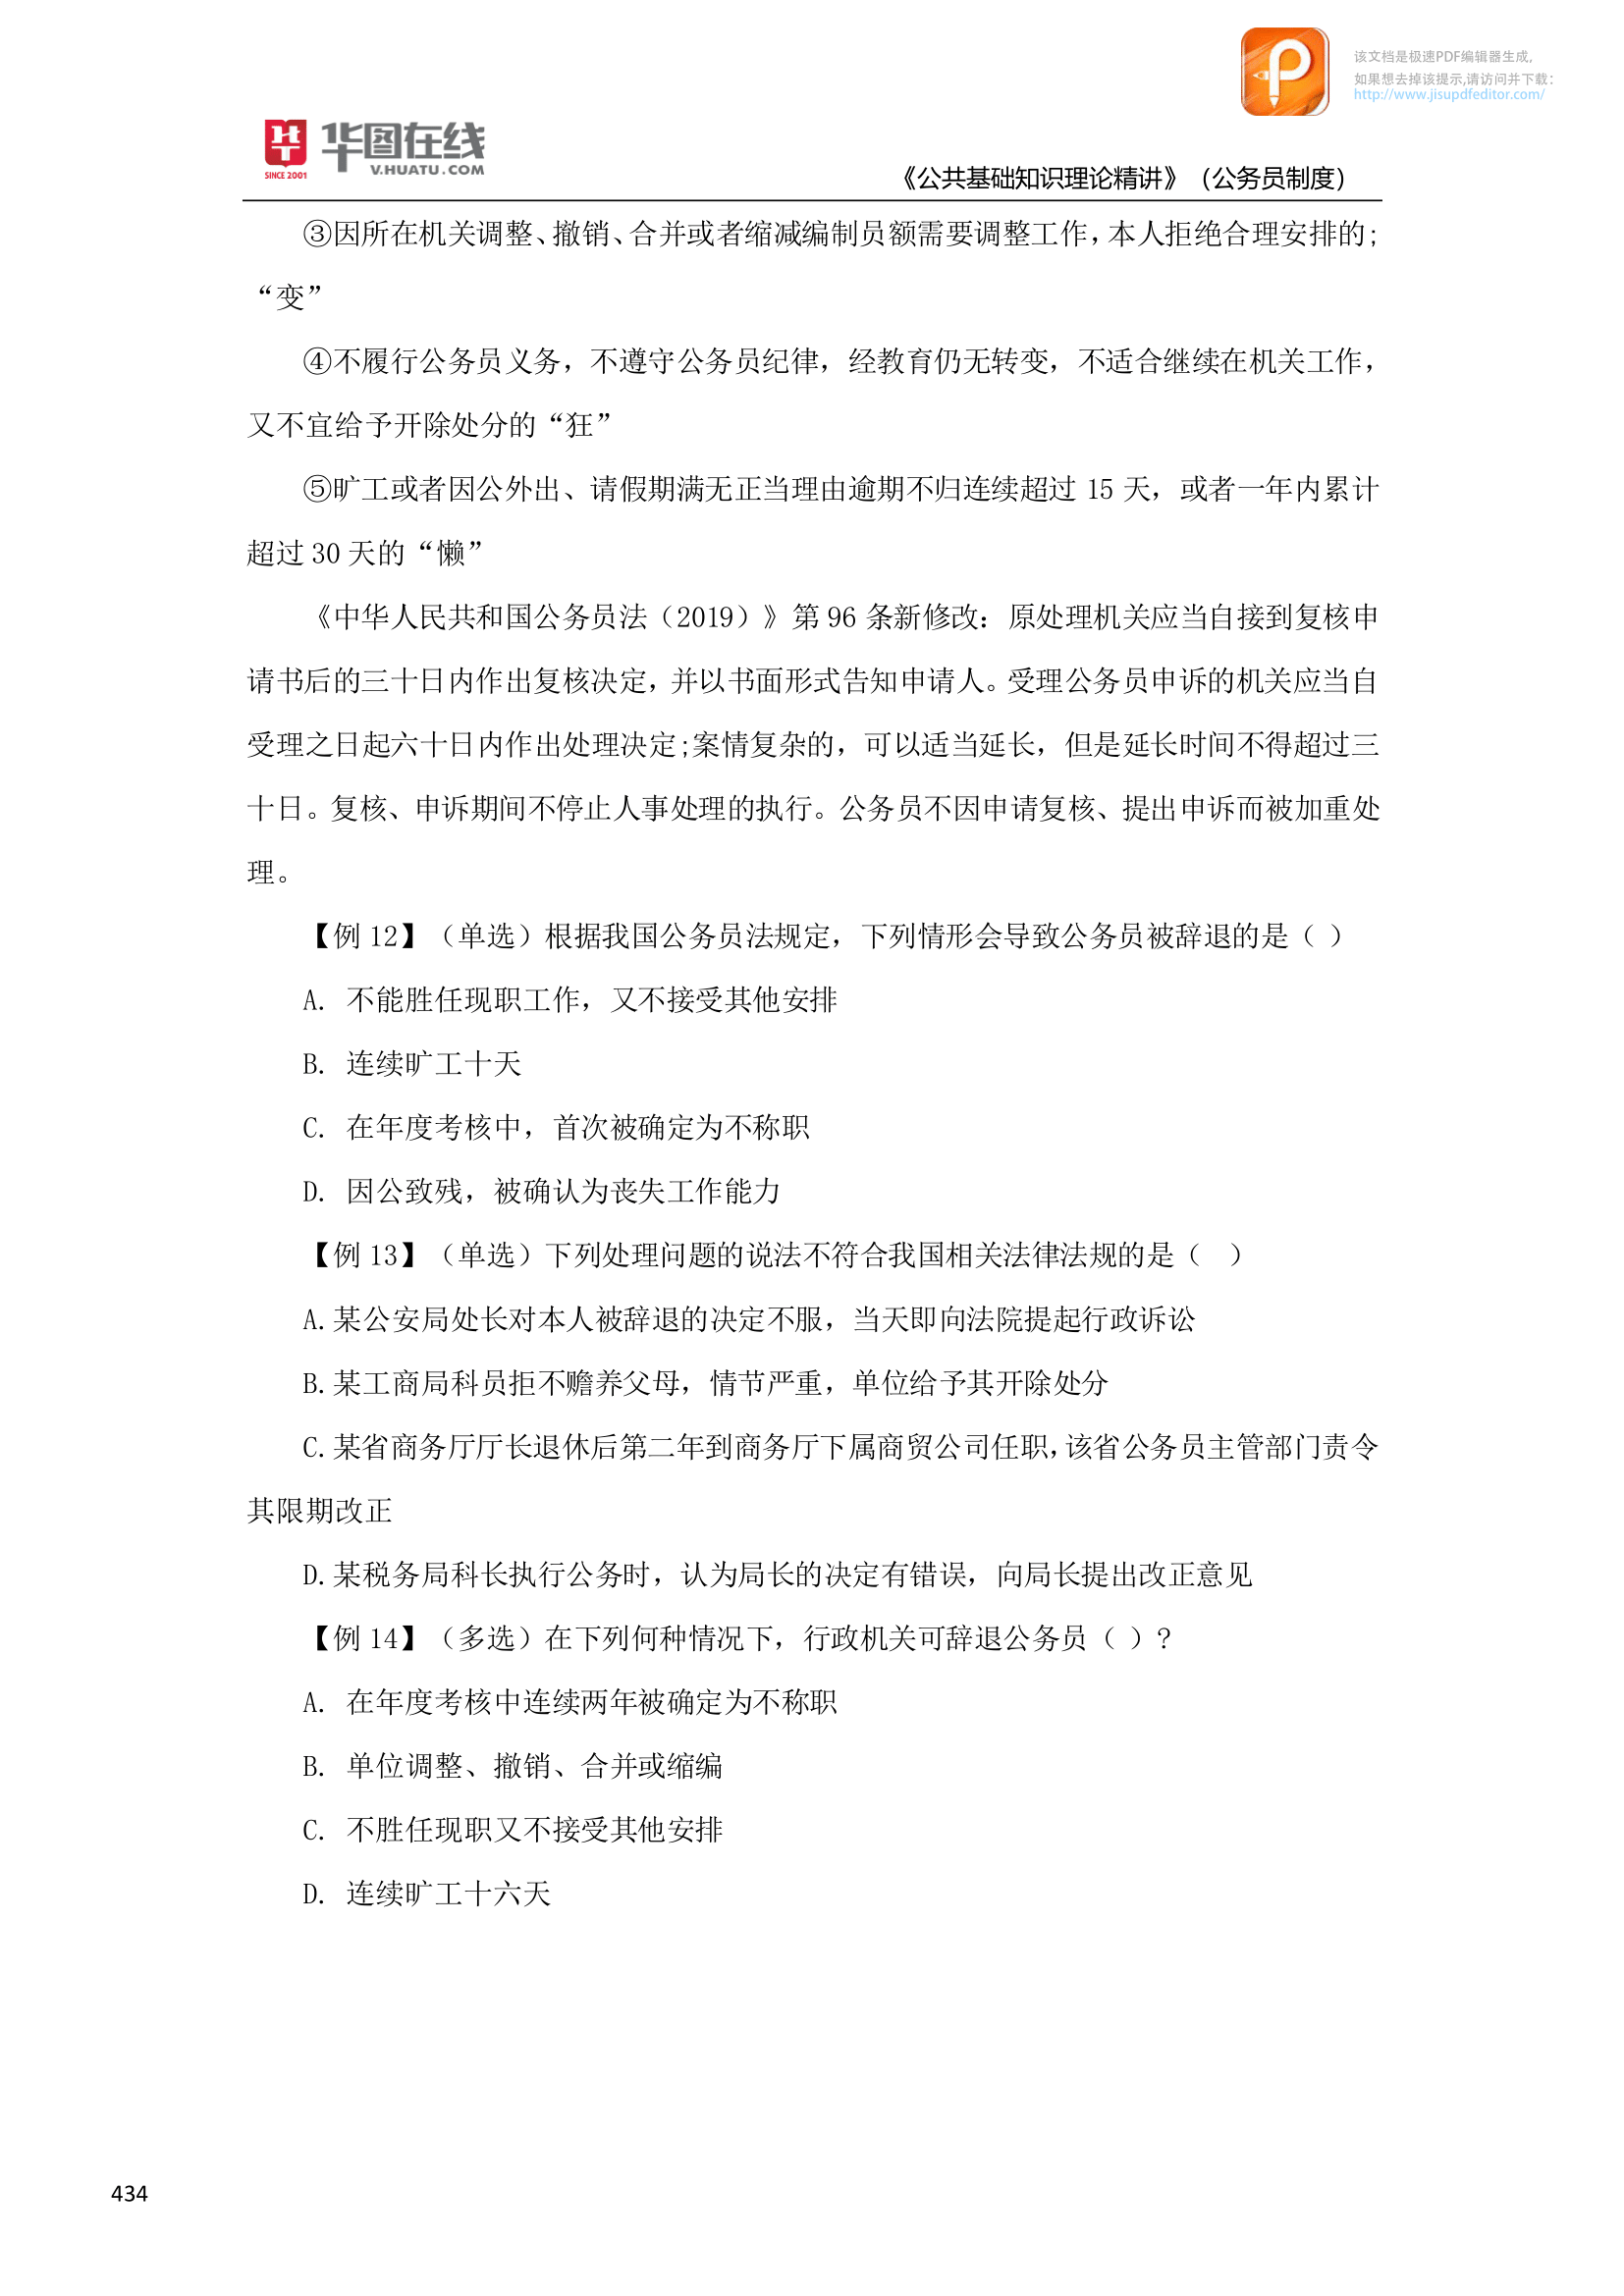 该文档是极速PDF编辑器生成,
如果想去掉该提示,请访问并下载:
http://www.jisupdfeditor.com/
华图在线
V.HUATU.COM
SINCE 2001
《公共基础知识理论精讲》（公务员制度）
③因所在机关调整、撤销、合并或者缩减编制员额需要调整工作，本人拒绝合理安排的;
“变”
④不履行公务员义务，不遵守公务员纪律，经教育仍无转变，不适合继续在机关工作，
又不宜给予开除处分的“狂”
⑤旷工或者因公外出、请假期满无正当理由逾期不归连续超过 15 天，或者一年内累计
超过 30 天的“懒”
《中华人民共和国公务员法（2019）》第 96 条新修改：原处理机关应当自接到复核申
请书后的三十日内作出复核决定，并以书面形式告知申请人。受理公务员申诉的机关应当自
受理之日起六十日内作出处理决定;案情复杂的，可以适当延长，但是延长时间不得超过三
十日。复核、申诉期间不停止人事处理的执行。公务员不因申请复核、提出申诉而被加重处
理。
【例 12】（单选）根据我国公务员法规定，下列情形会导致公务员被辞退的是（ ）
A. 不能胜任现职工作，又不接受其他安排
B. 连续旷工十天
C. 在年度考核中，首次被确定为不称职
D. 因公致残，被确认为丧失工作能力
【例 13】（单选）下列处理问题的说法不符合我国相关法律法规的是（  ）
A.某公安局处长对本人被辞退的决定不服，当天即向法院提起行政诉讼
B.某工商局科员拒不赡养父母，情节严重，单位给予其开除处分
C.某省商务厅厅长退休后第二年到商务厅下属商贸公司任职，该省公务员主管部门责令
其限期改正
D.某税务局科长执行公务时，认为局长的决定有错误，向局长提出改正意见
【例 14】（多选）在下列何种情况下，行政机关可辞退公务员（ ）?
A. 在年度考核中连续两年被确定为不称职
B. 单位调整、撤销、合并或缩编
C. 不胜任现职又不接受其他安排
D. 连续旷工十六天
434